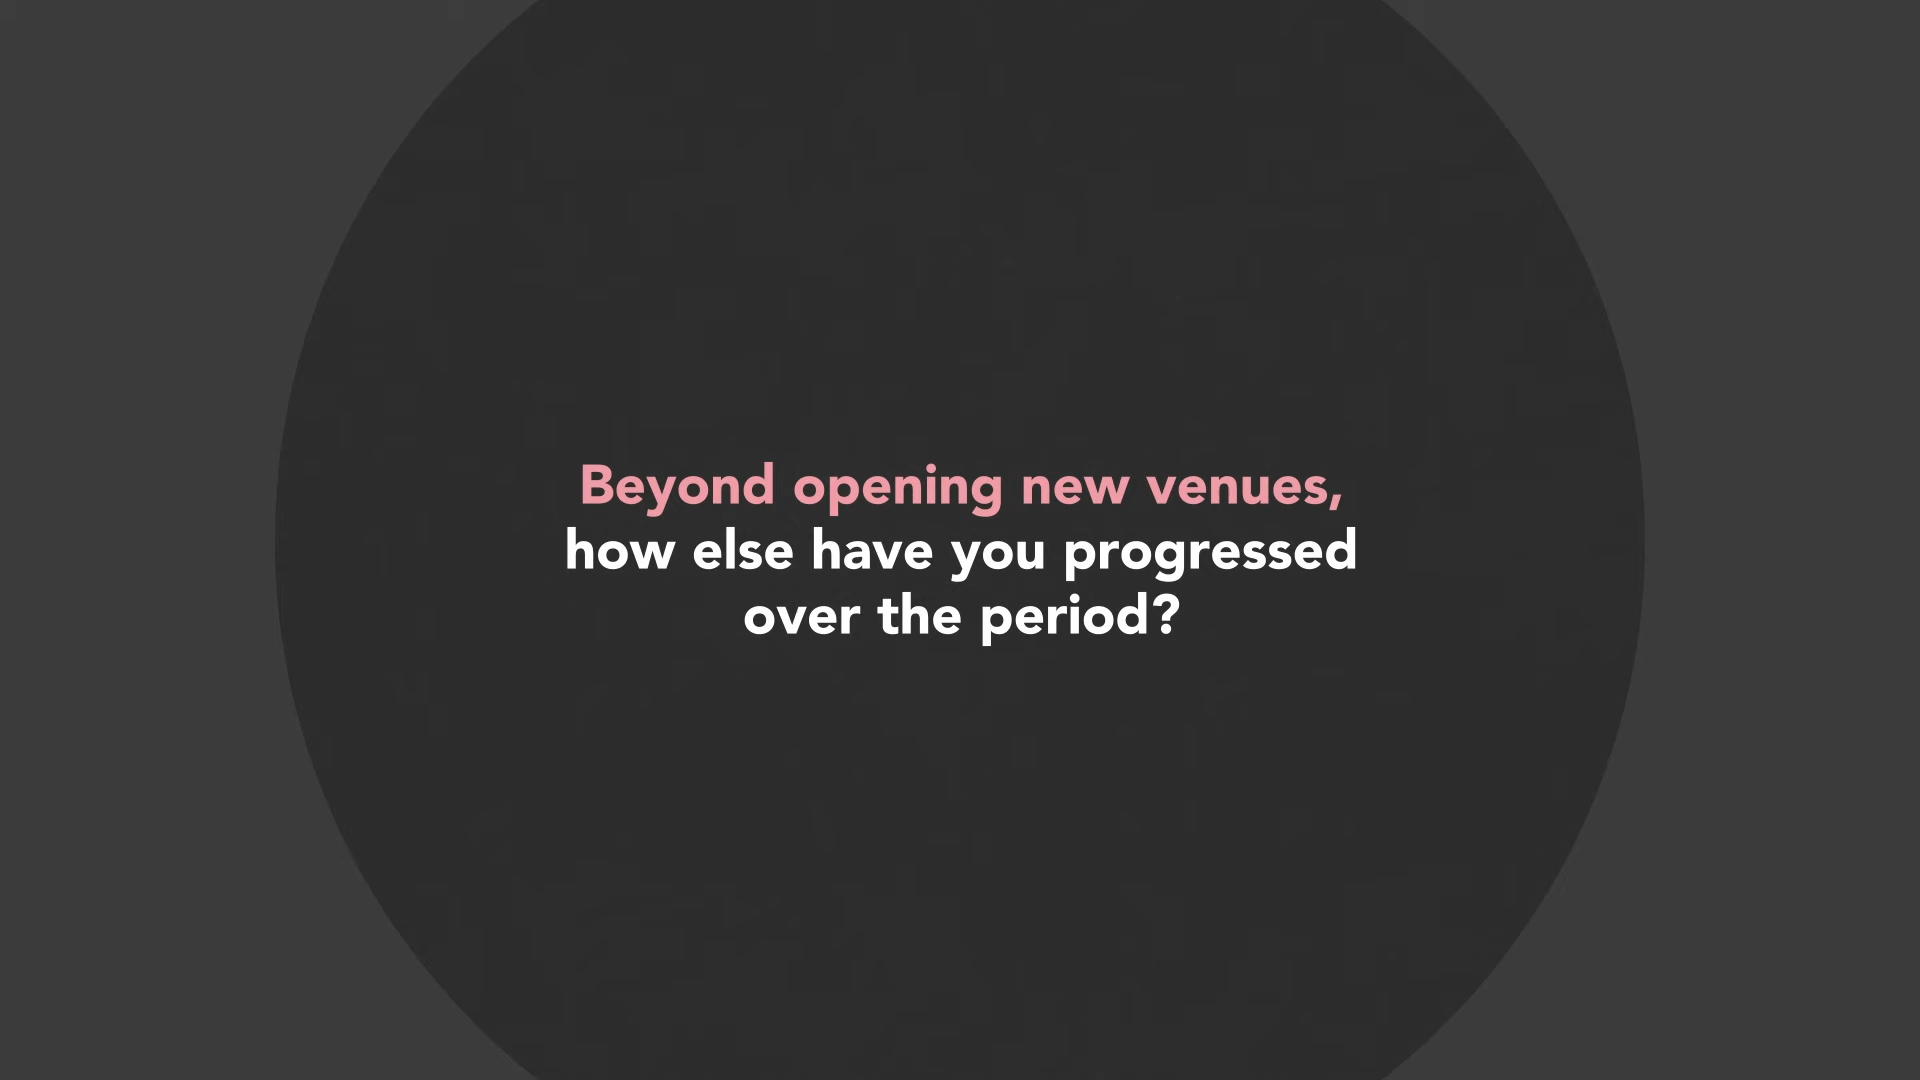 Beyond opening new venues,
how else have you progressed
over the period?